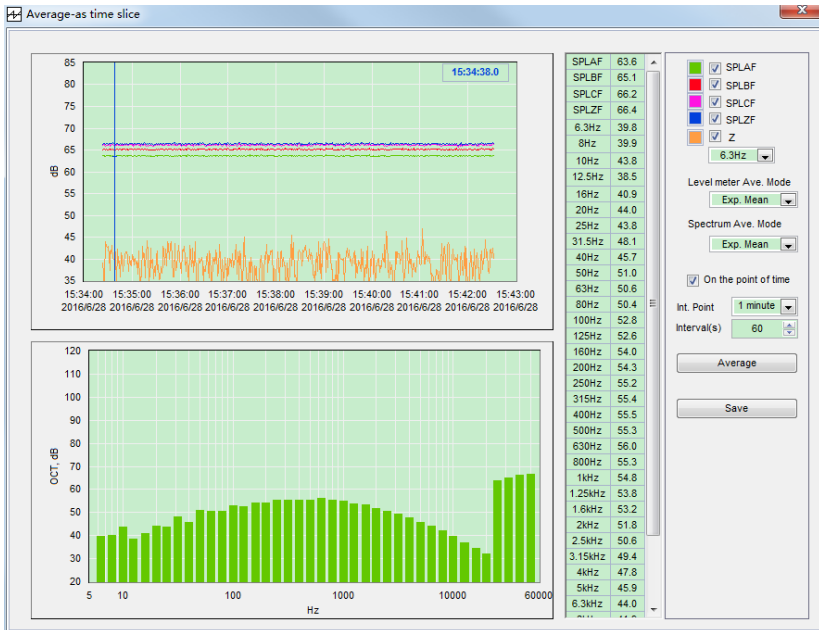 Average-as time slice
85
80
75
70
65
60
55
50
45
40
35
dB
15:34:38.0
15:34:00 15:35:00 15:36:00 15:37:00 15:38:00 15:39:00 15:40:00 15:41:00 15:42:00 15:43:00
2016/6/28 2016/6/28 2016/6/28 2016/6/28 2016/6/28 2016/6/28 2016/6/28 2016/6/28 2016/6/28 2016/6/28
120
110
100
90
80
70
60
50
40
30
20
OCT, dB
5 10 100 1000 10000 60000
Hz
SPLAF 63.6
SPLBF 65.1
SPLCF 66.2
SPLZF 66.4
6.3Hz 39.8
8Hz 39.9
10Hz 43.8
12.5Hz 38.5
16Hz 40.9
20Hz 44.0
25Hz 43.8
31.5Hz 48.1
40Hz 45.7
50Hz 51.0
63Hz 50.6
80Hz 50.4
100Hz 52.8
125Hz 52.6
160Hz 54.0
200Hz 54.3
250Hz 55.2
315Hz 55.4
400Hz 55.5
500Hz 55.3
630Hz 56.0
800Hz 55.3
1kHz 54.8
1.25kHz 53.8
1.6kHz 53.2
2kHz 51.8
2.5kHz 50.6
3.15kHz 49.4
4kHz 47.8
5kHz 45.9
6.3kHz 44.0
SPLAF
SPLBF
SPLCF
SPLZF
Z
6.3Hz
Level meter Ave. Mode
Exp. Mean
Spectrum Ave. Mode
Exp. Mean
On the point of time
Int. Point 1 minute
Interval(s) 60
Average
Save